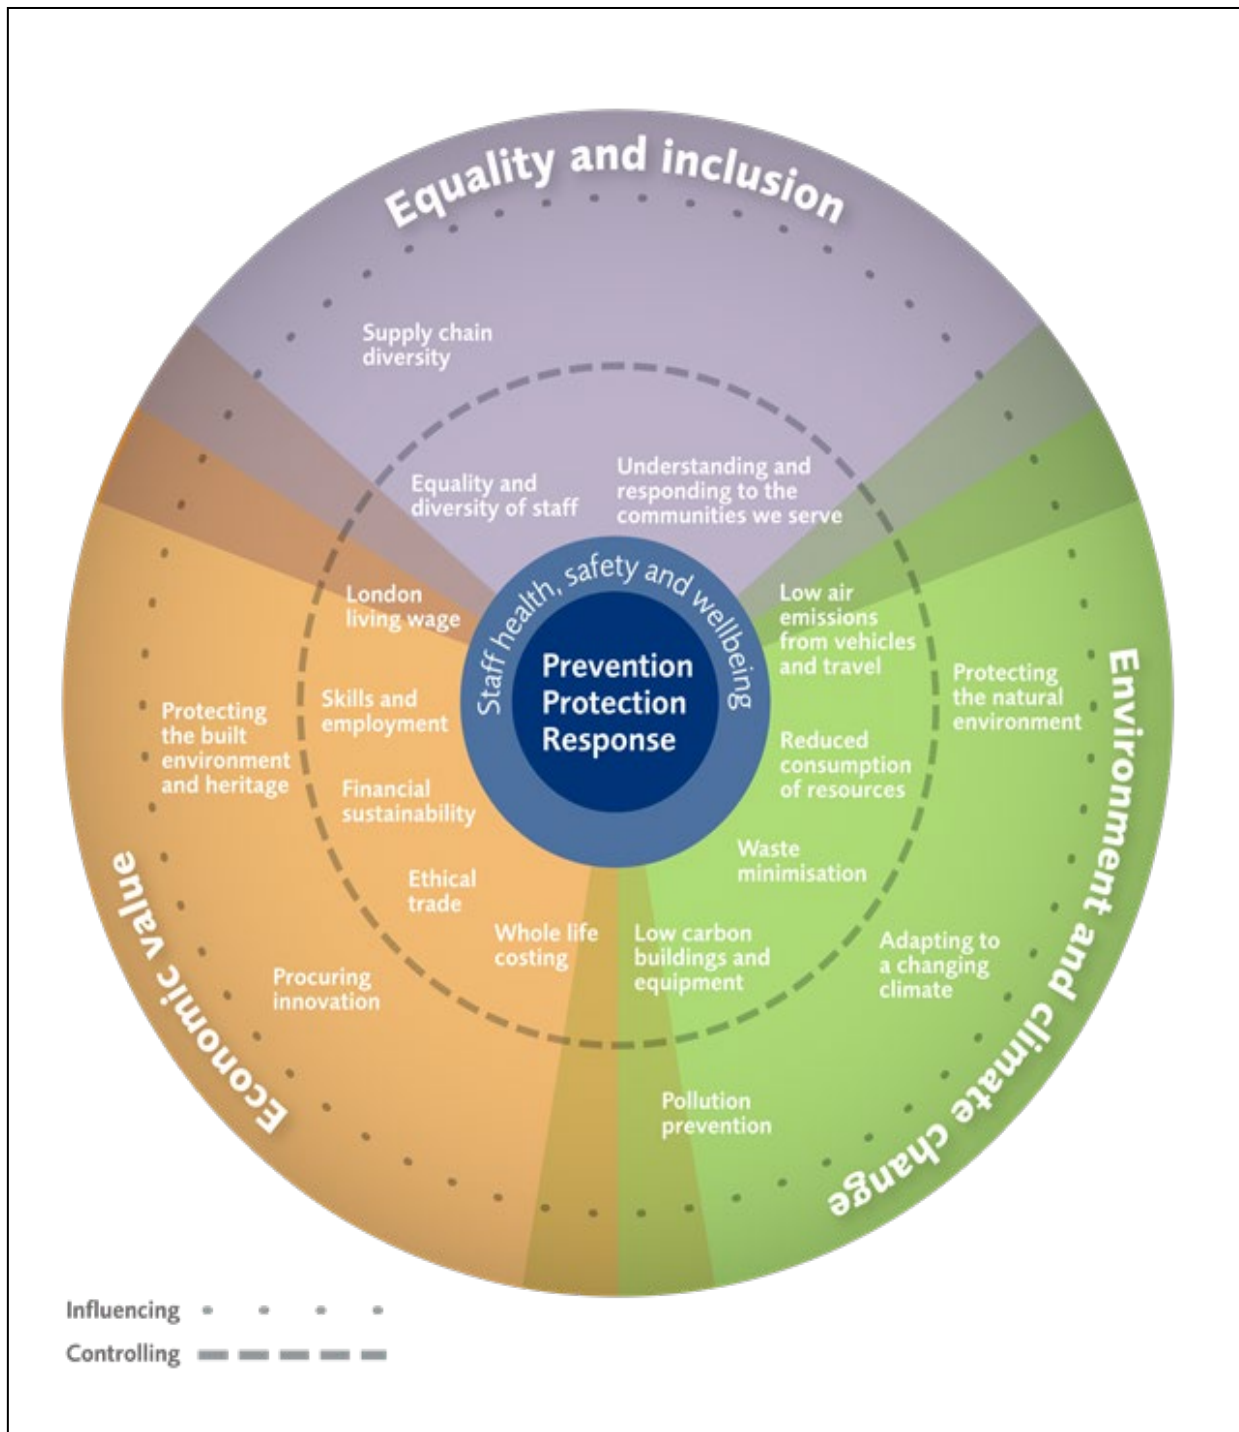 Equality and inclusion
Supply chain
diversity
Equality and
diversity of staff
Understanding and
responding to the
communities we serve
Staff health, safety and wellbeing
Prevention
Protection
Response
London
living wage
Skills and
employment
Financial
sustainability
Ethical
trade
Whole life
costing
Protecting
the built
environment
and heritage
Procuring
innovation
Economic value
Low air
emissions
from vehicles
and travel
Reduced
consumption
of resources
Waste
minimisation
Low carbon
buildings and
equipment
Protecting
the natural
environment
Adapting to
a changing
climate
Pollution
prevention
Environment and climate change
Influencing
Controlling